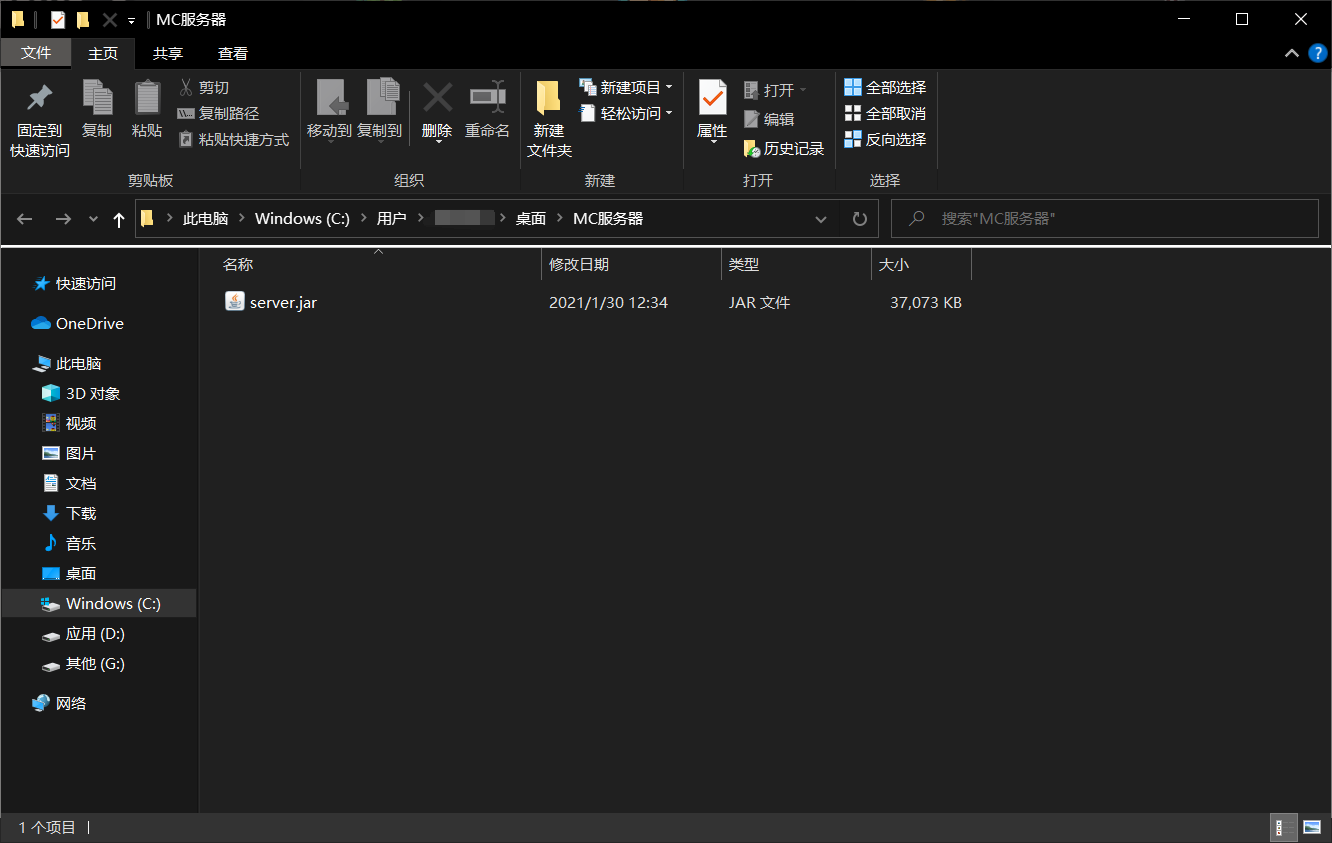 MC服务器
文件 主页 共享 查看
固定到
快速访问
复制
粘贴
剪切
复制路径
粘贴快捷方式
剪贴板
移动到 复制到 删除 重命名
组织
新建
文件夹
新建项目
轻松访问
新建
属性
打开
编辑
历史记录
打开
全部选择
全部取消
反向选择
选择
此电脑 Windows (C:) 用户 桌面 MC服务器
搜索"MC服务器"
快速访问
OneDrive
此电脑
3D 对象
视频
图片
文档
下载
音乐
桌面
Windows (C:)
应用 (D:)
其他 (G:)
网络
名称 修改日期 类型 大小
server.jar 2021/1/30 12:34 JAR 文件 37,073 KB
1 个项目